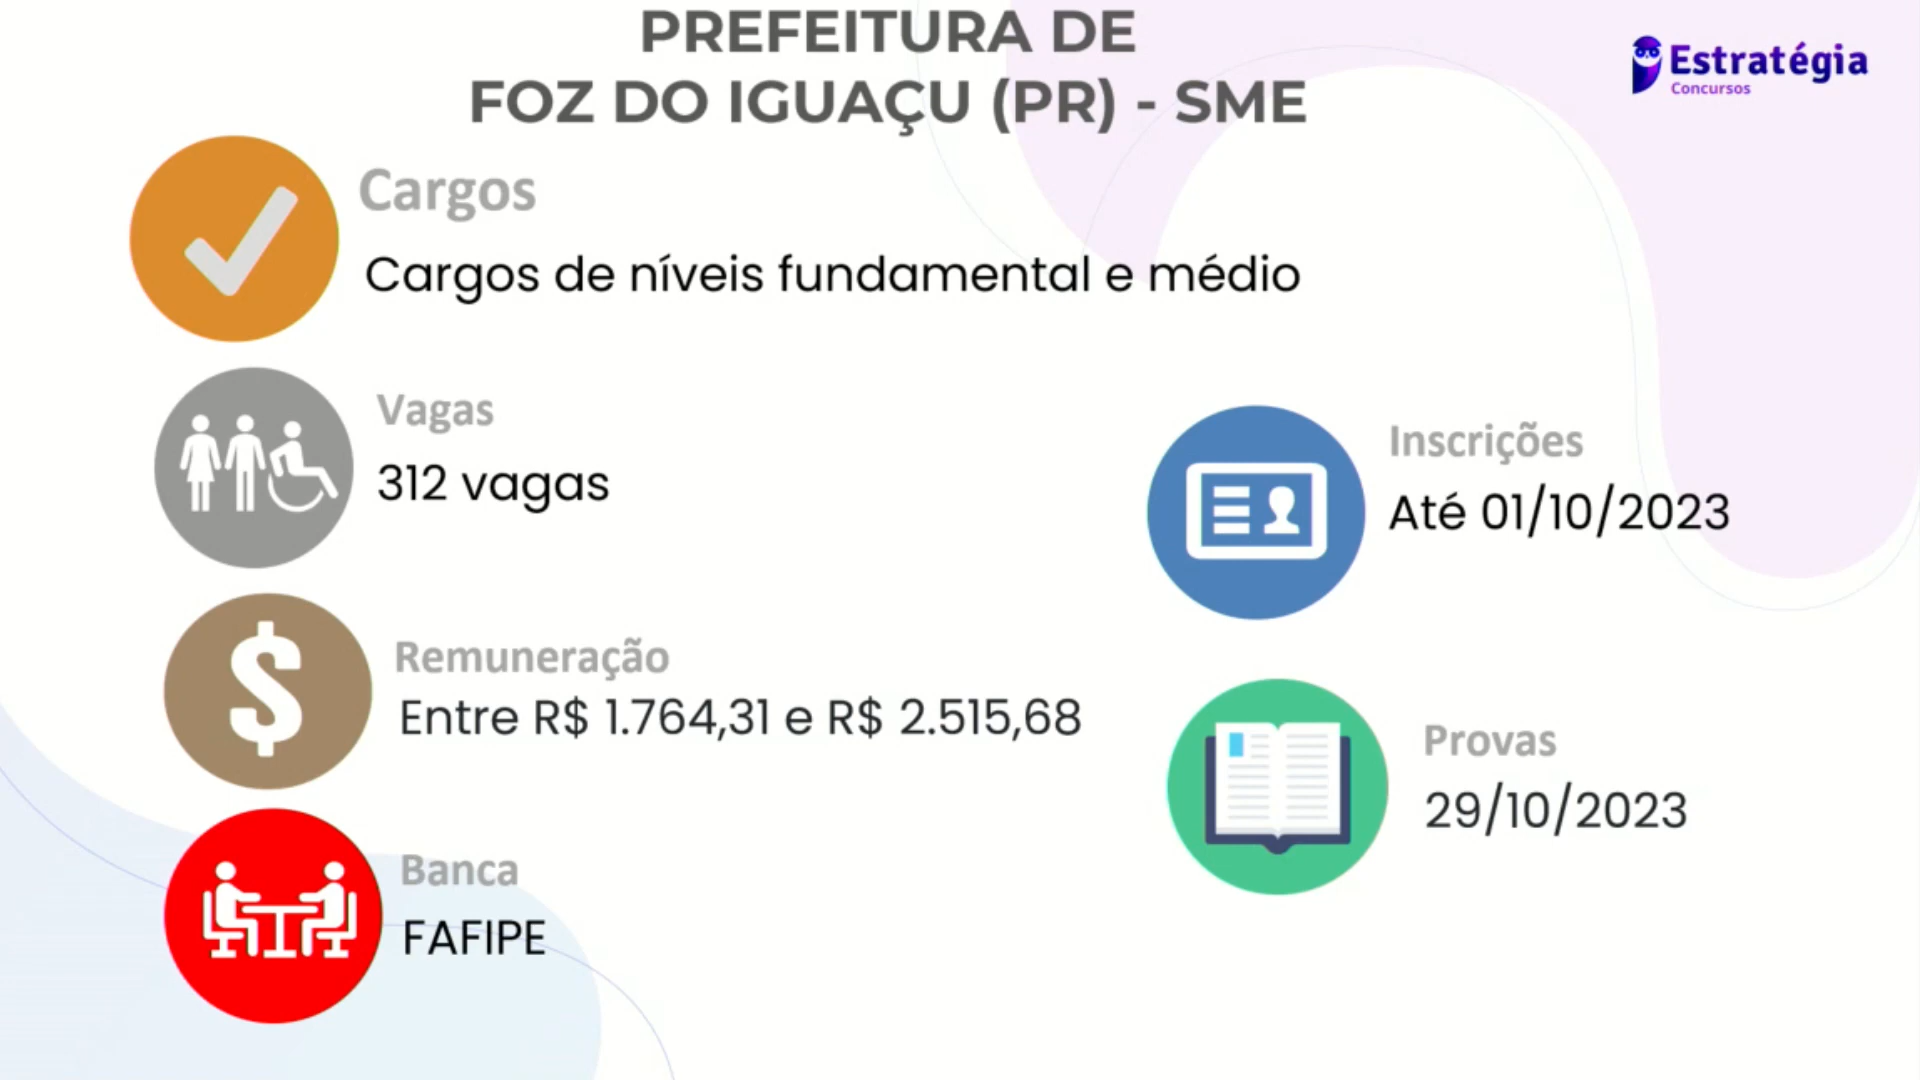 PREFEITURA DE
FOZ DO IGUAÇU (PR) - SME
Estratégia
Concursos
Cargos
Cargos de níveis fundamental e médio
Vagas
312 vagas
Inscrições
Até 01/10/2023
Remuneração
Entre R$ 1.764,31 e R$ 2.515,68
Provas
29/10/2023
Banca
FAFIPE